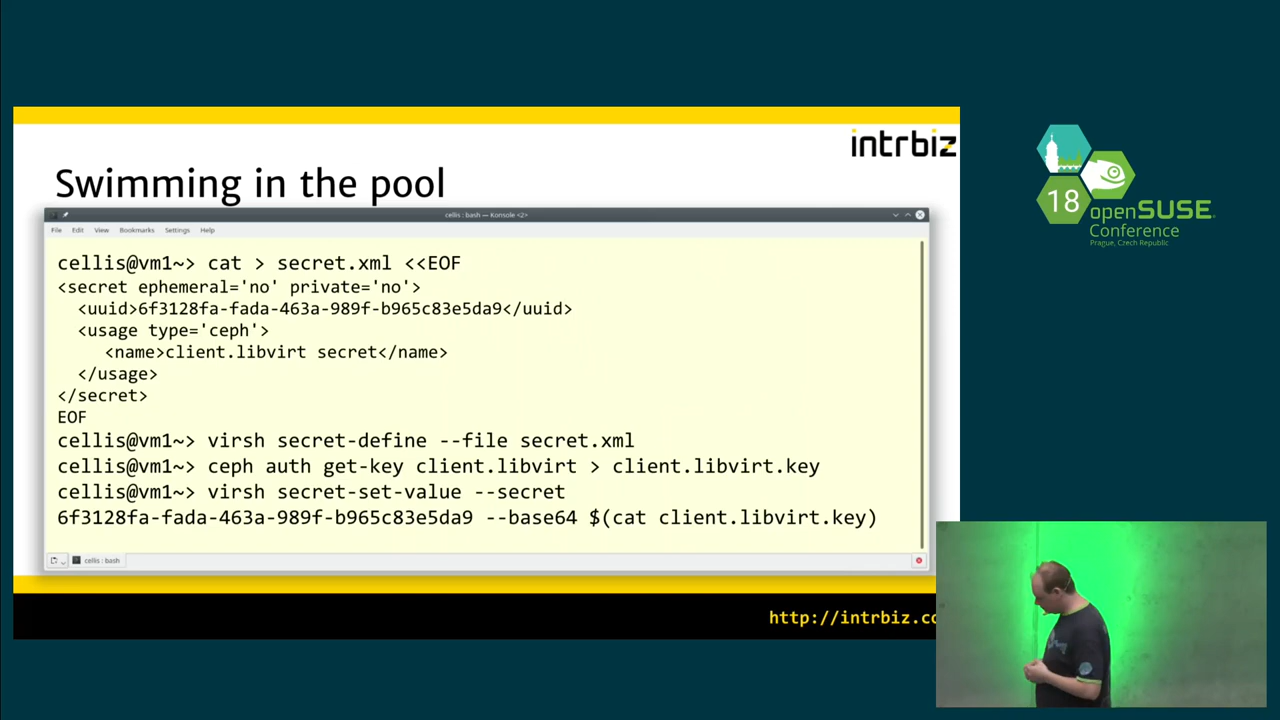 intrbiz
Swimming in the pool
cellis : bash — Konsole <2>
File Edit View Bookmarks Settings Help
cellis@vm1~> cat > secret.xml <<EOF
<secret ephemeral='no' private='no'>
<uuid>6f3128fa-fada-463a-989f-b965c83e5da9</uuid>
<usage type='ceph'>
<name>client.libvirt secret</name>
</usage>
</secret>
EOF
cellis@vm1~> virsh secret-define --file secret.xml
cellis@vm1~> ceph auth get-key client.libvirt > client.libvirt.key
cellis@vm1~> virsh secret-set-value --secret
6f3128fa-fada-463a-989f-b965c83e5da9 --base64 $(cat client.libvirt.key)
cellis : bash
http://intrbiz.co
18
openSUSE
Conference
Prague, Czech Republic